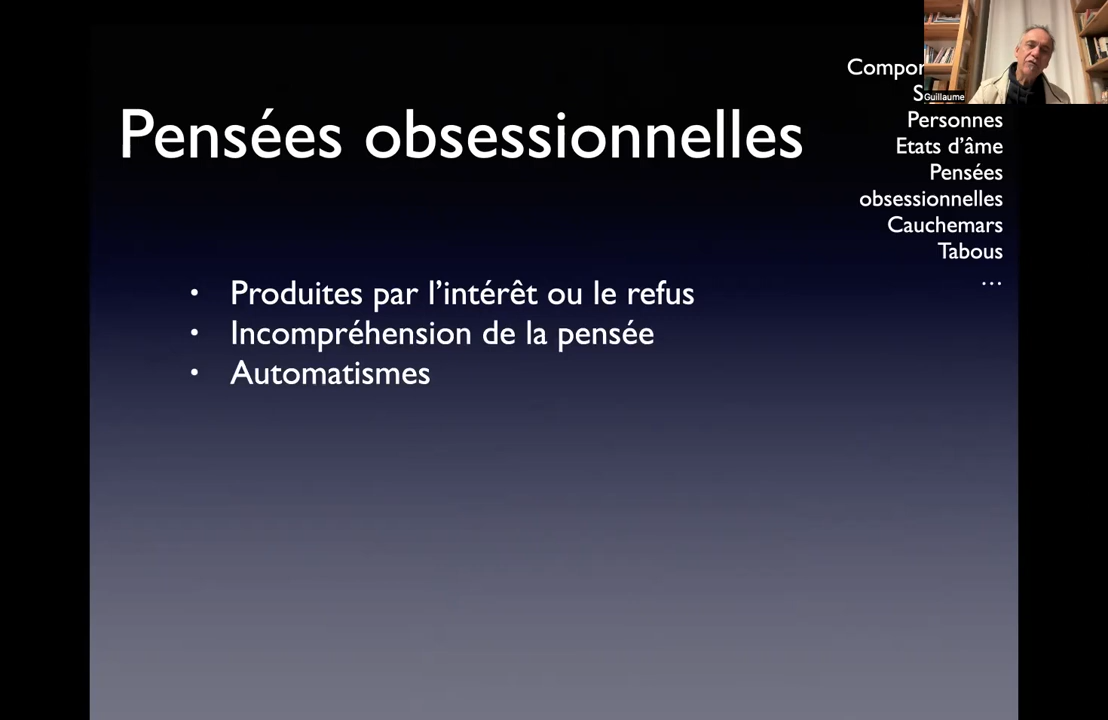 Pensées obsessionnelles
Personnes
Etats d’âme
Pensées
obsessionnelles
Cauchemars
Tabous
…
• Produites par l’intérêt ou le refus
• Incompréhension de la pensée
• Automatismes
Guillaume